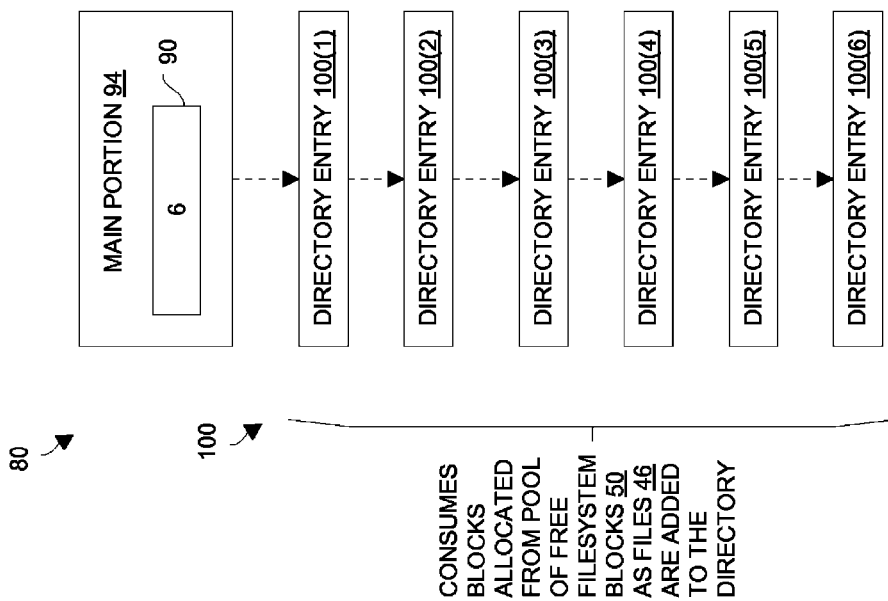 80
MAIN PORTION 94
90
6
100
DIRECTORY ENTRY 100(1)
DIRECTORY ENTRY 100(2)
DIRECTORY ENTRY 100(3)
DIRECTORY ENTRY 100(4)
DIRECTORY ENTRY 100(5)
DIRECTORY ENTRY 100(6)
CONSUMES
BLOCKS
ALLOCATED
FROM POOL
OF FREE
FILESYSTEM
BLOCKS 50
AS FILES 46
ARE ADDED
TO THE
DIRECTORY